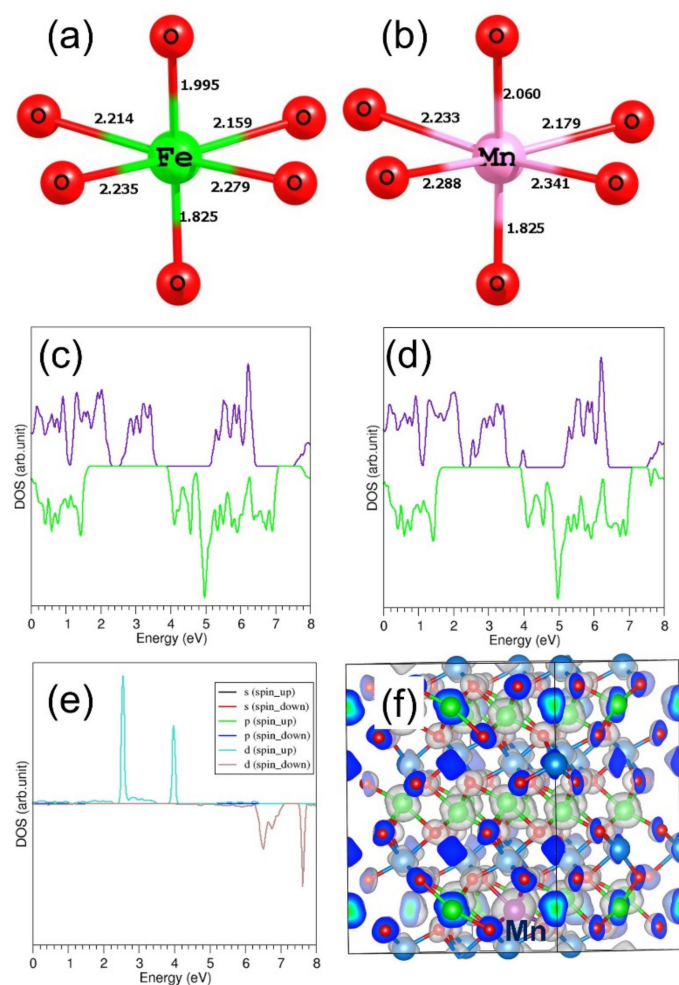 (a)
(b)
O
O
1.995
2.060
O
O
O
O
2.214
2.159
2.233
2.179
Fe
Mn
O
O
O
O
2.235
2.279
2.288
2.341
1.825
1.825
O
O
(c)
(d)
DOS (arb.unit)
DOS (arb.unit)
0 1 2 3 4 5 6 7 8
0 1 2 3 4 5 6 7 8
Energy (eV)
Energy (eV)
(e)
s (spin_up)
s (spin_down)
p (spin_up)
p (spin_down)
d (spin_up)
d (spin_down)
DOS (arb.unit)
0 1 2 3 4 5 6 7 8
Energy (eV)
(f)
Mn